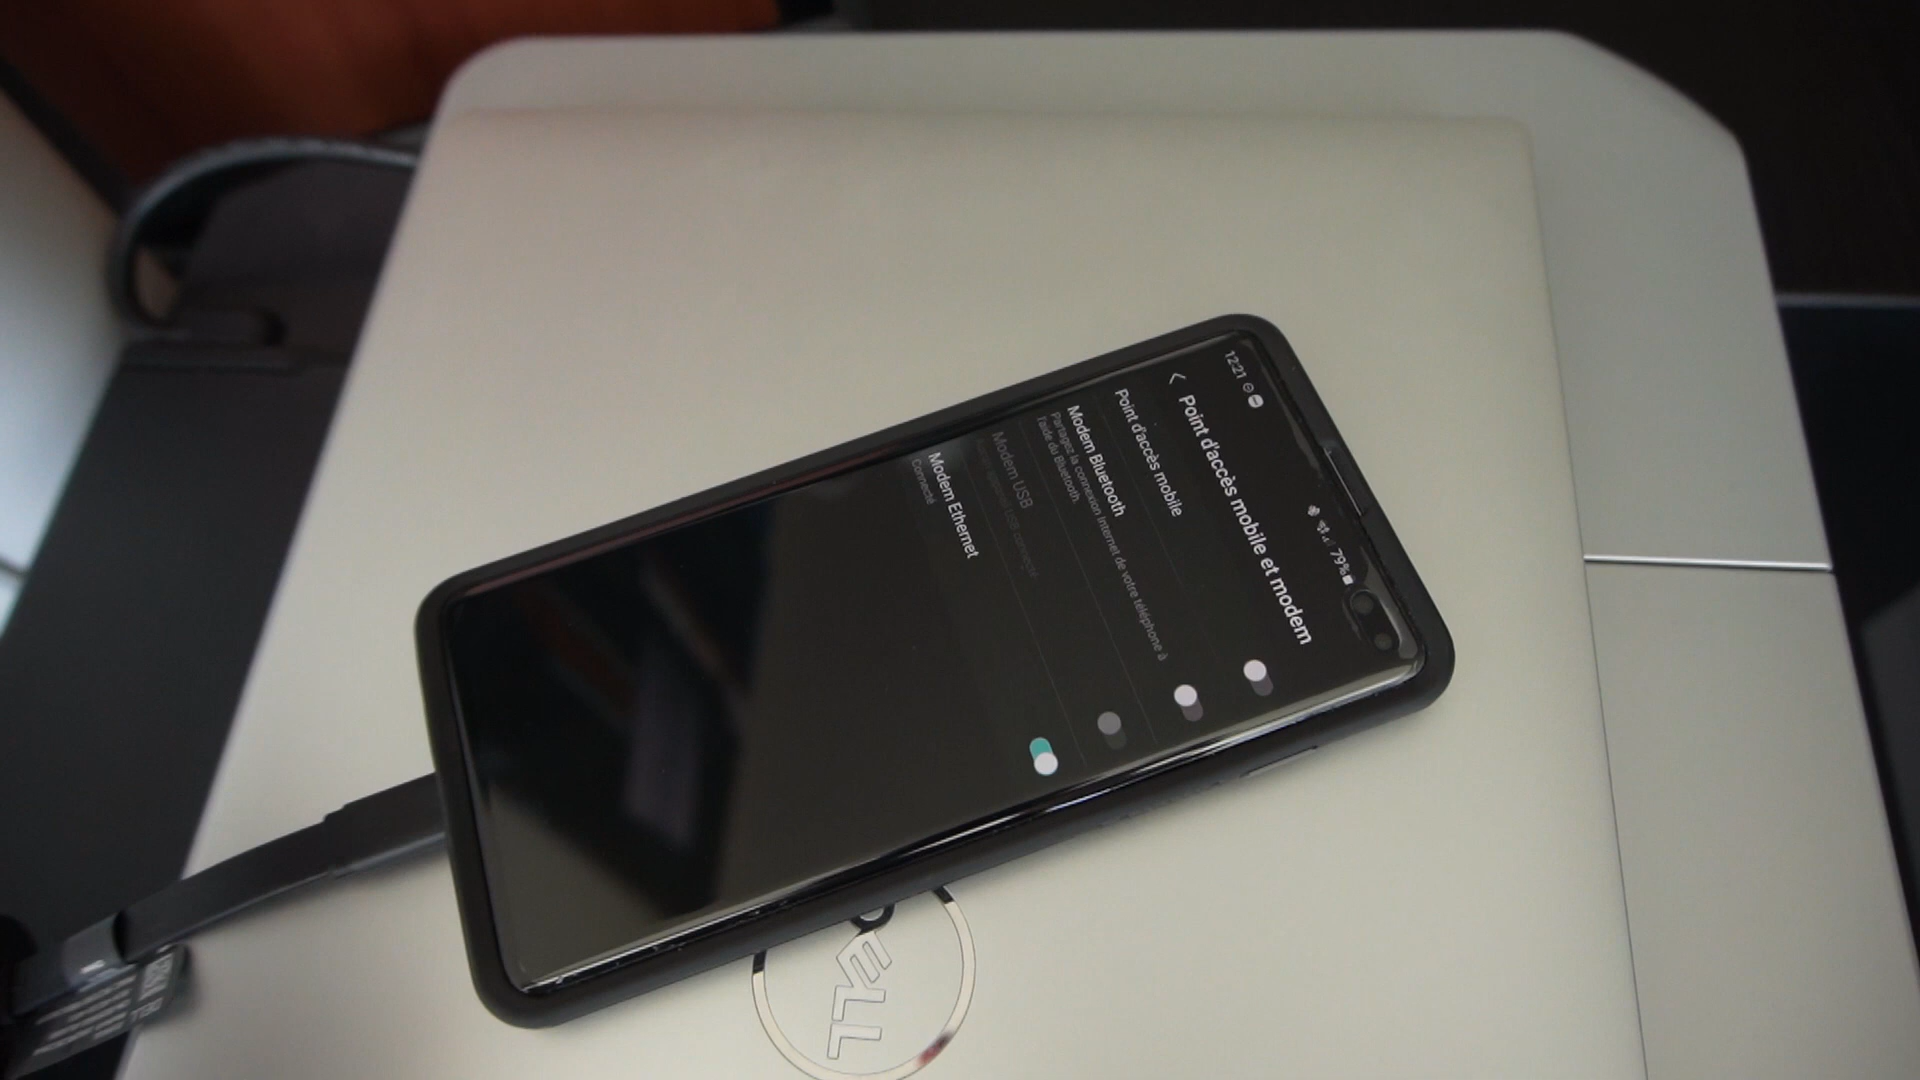 12:21
79%
Point d'accès mobile et modem
Point d'accès mobile
Modem Bluetooth
Partagez la connexion Internet de votre téléphone à
l'aide du Bluetooth.
Modem USB
Modem Ethernet
Connecté
DELL